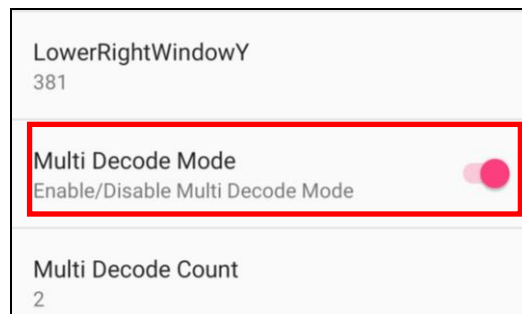 LowerRightWindowY
381
Multi Decode Mode
Enable/Disable Multi Decode Mode
Multi Decode Count
2